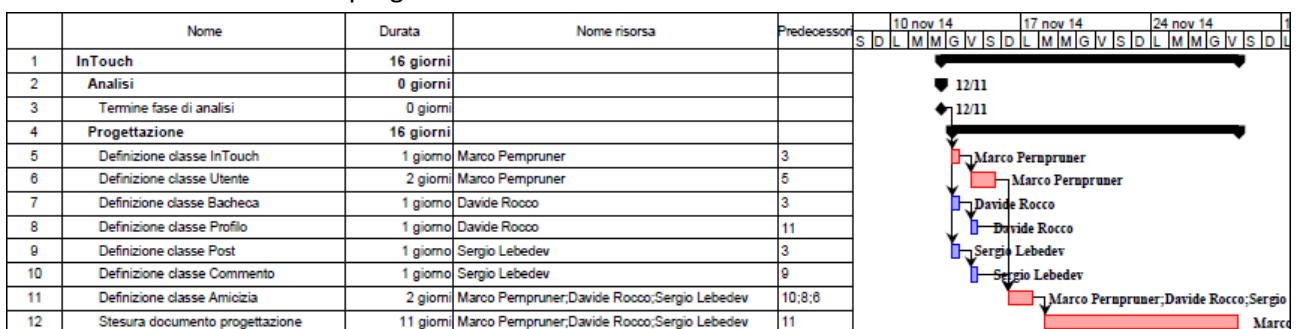 Nome Durata Nome risorsa Predecessori 10 nov 14 17 nov 14 24 nov 14 1
S D L M M G V S D L M M G V S D L M M G V S D L
1 InTouch 16 giorni
2 Analisi 0 giorni 12/11
3 Termine fase di analisi 0 giorni 12/11
4 Progettazione 16 giorni
5 Definizione classe InTouch 1 giorno Marco Pernpruner 3 Marco Pernpruner
6 Definizione classe Utente 2 giorni Marco Pernpruner 5 Marco Pernpruner
7 Definizione classe Bacheca 1 giorno Davide Rocco 3 Davide Rocco
8 Definizione classe Profilo 1 giorno Davide Rocco 11 Davide Rocco
9 Definizione classe Post 1 giorno Sergio Lebedev 3 Sergio Lebedev
10 Definizione classe Commento 1 giorno Sergio Lebedev 9 Sergio Lebedev
11 Definizione classe Amicizia 2 giorni Marco Pernpruner;Davide Rocco;Sergio Lebedev 10;8;6 Marco Pernpruner;Davide Rocco;Sergio
12 Stesura documento progettazione 11 giorni Marco Pernpruner;Davide Rocco;Sergio Lebedev 11 Marco